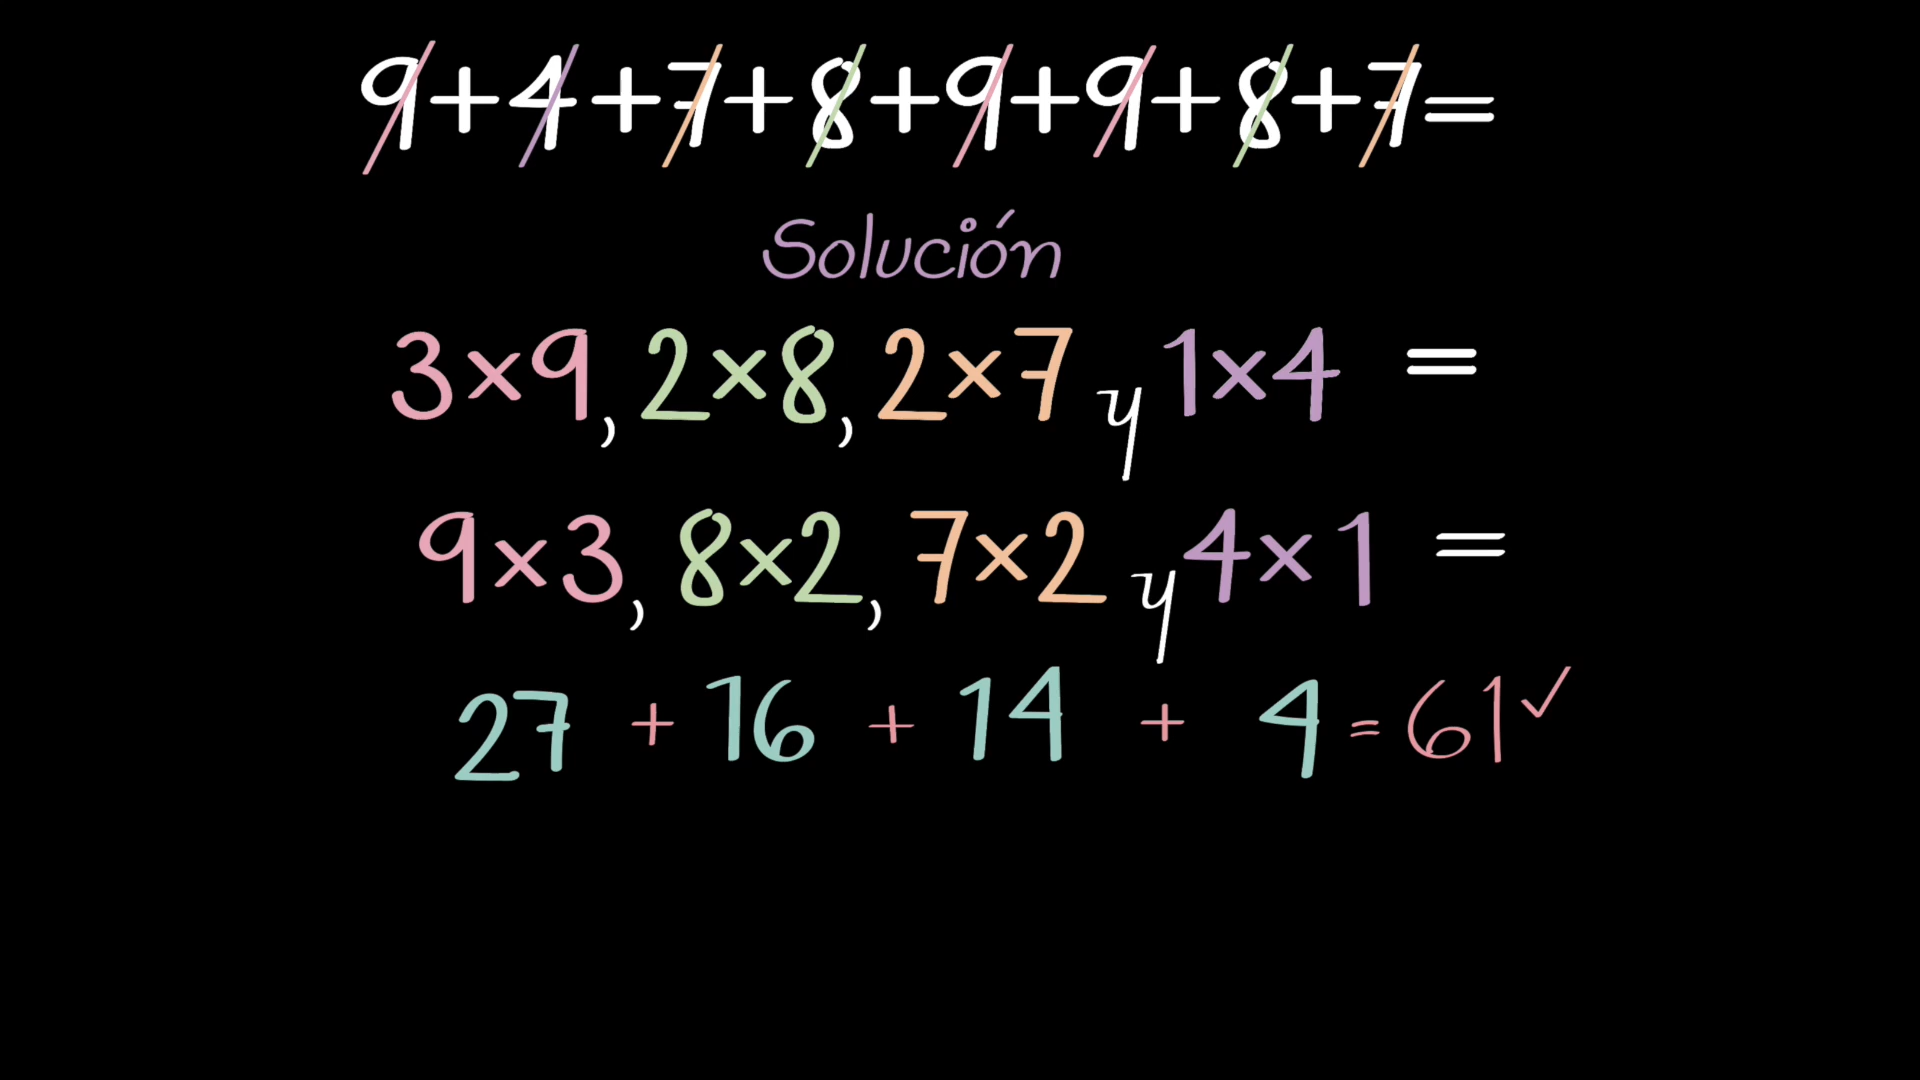 9+4+7+8+9+9+8+7=
Solución
3×9, 2×8, 2×7 y 1×4 =
9×3, 8×2, 7×2 y 4×1 =
27 + 16 + 14 + 4 = 61✓